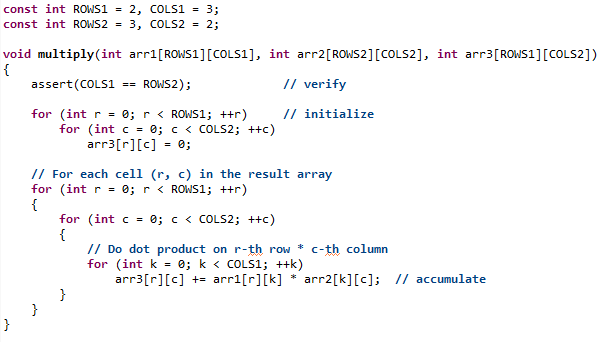 const int ROWS1 = 2, COLS1 = 3;
const int ROWS2 = 3, COLS2 = 2;

void multiply(int arr1[ROWS1][COLS1], int arr2[ROWS2][COLS2], int arr3[ROWS1][COLS2])
{
    assert(COLS1 == ROWS2);             // verify

    for (int r = 0; r < ROWS1; ++r)     // initialize
        for (int c = 0; c < COLS2; ++c)
            arr3[r][c] = 0;

    // For each cell (r, c) in the result array
    for (int r = 0; r < ROWS1; ++r)
    {
        for (int c = 0; c < COLS2; ++c)
        {
            // Do dot product on r-th row * c-th column
            for (int k = 0; k < COLS1; ++k)
                arr3[r][c] += arr1[r][k] * arr2[k][c];  // accumulate
        }
    }
}